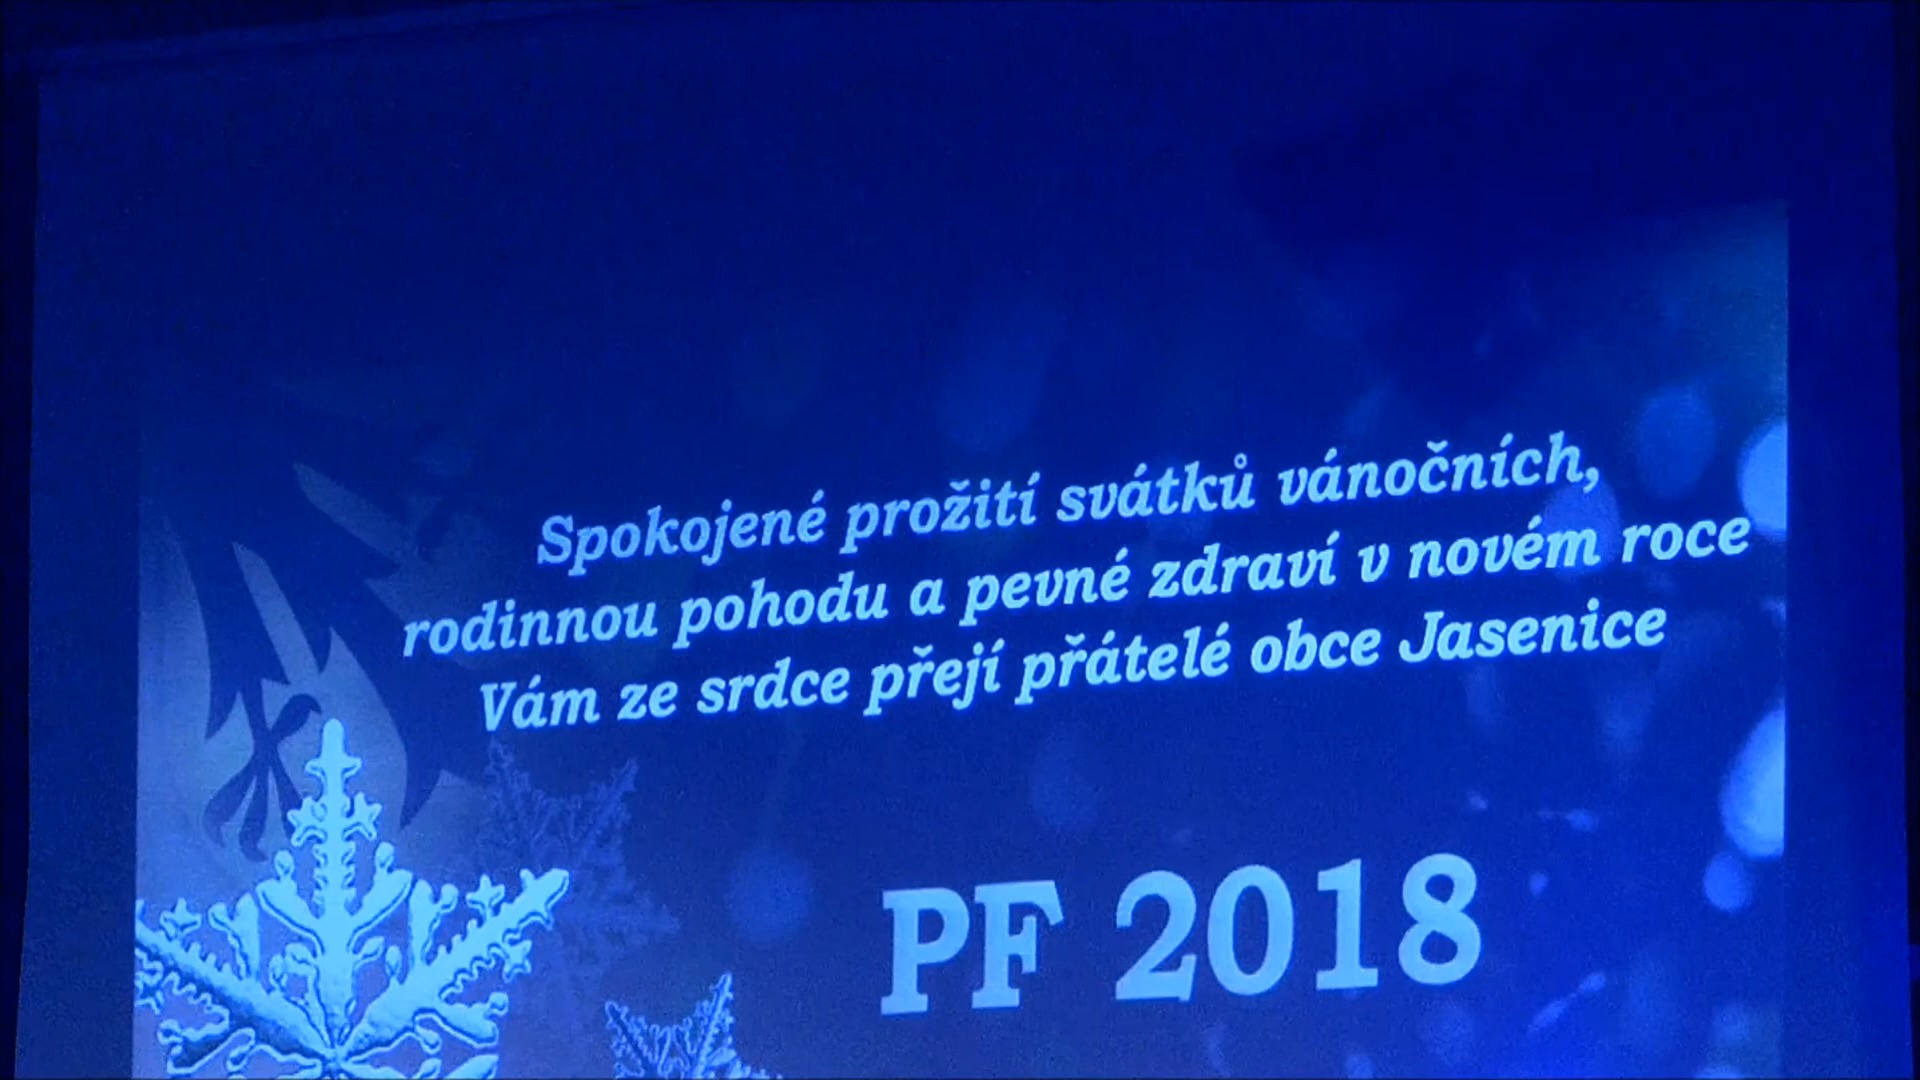 Spokojené prožití svátků vánočních,
rodinnou pohodu a pevné zdraví v novém roce
Vám ze srdce přejí přátelé obce Jasenice
PF 2018